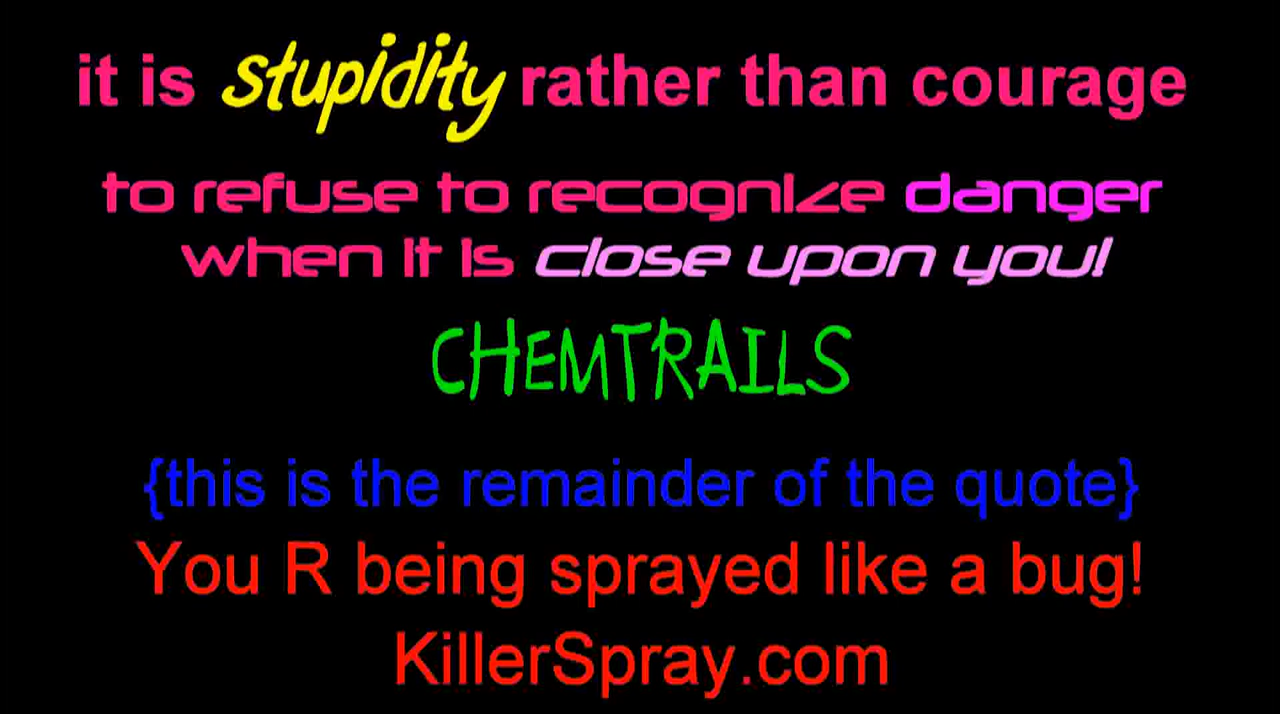 it is stupidity rather than courage
to refuse to recognize danger
when it is close upon you!
CHEMTRAILS
{this is the remainder of the quote}
You R being sprayed like a bug!
KillerSpray.com